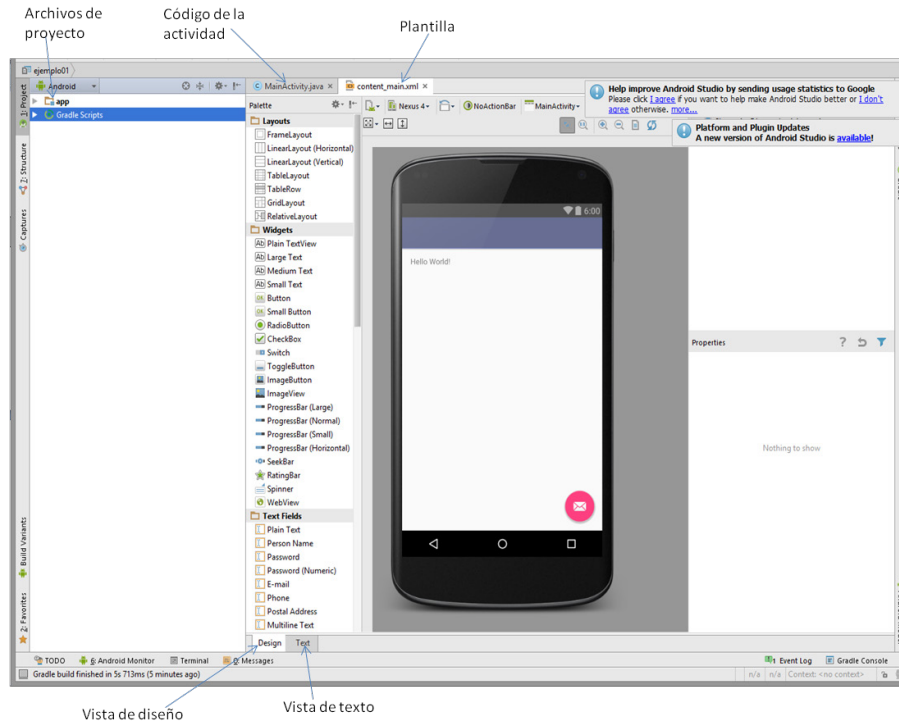 Archivos de
proyecto
Código de la
actividad
Plantilla
ejemplo01
Android
MainActivity.java ×
content_main.xml ×
1: Project
app
Gradle Scripts
Z: Structure
Captures
Build Variants
2: Favorites
Palette
Nexus 4
NoActionBar
MainActivity
Help improve Android Studio by sending usage statistics to Google
Please click I agree if you want to help make Android Studio better or I don't
agree otherwise. more...
Platform and Plugin Updates
A new version of Android Studio is available!
Layouts
FrameLayout
LinearLayout (Horizontal)
LinearLayout (Vertical)
TableLayout
TableRow
GridLayout
RelativeLayout
Widgets
Ab Plain TextView
Ab Large Text
Ab Medium Text
Ab Small Text
OK Button
OK Small Button
RadioButton
CheckBox
Switch
ToggleButton
ImageButton
ImageView
ProgressBar (Large)
ProgressBar (Normal)
ProgressBar (Small)
ProgressBar (Horizontal)
SeekBar
RatingBar
Spinner
WebView
Text Fields
Plain Text
Person Name
Password
Password (Numeric)
E-mail
Phone
Postal Address
Multiline Text
6:00
Hello World!
Properties
Nothing to show
Design
Text
TODO
6: Android Monitor
Terminal
0: Messages
1 Event Log
Gradle Console
Gradle build finished in 5s 713ms (5 minutes ago)
n/a
n/a
Context: <no context>
Vista de diseño
Vista de texto